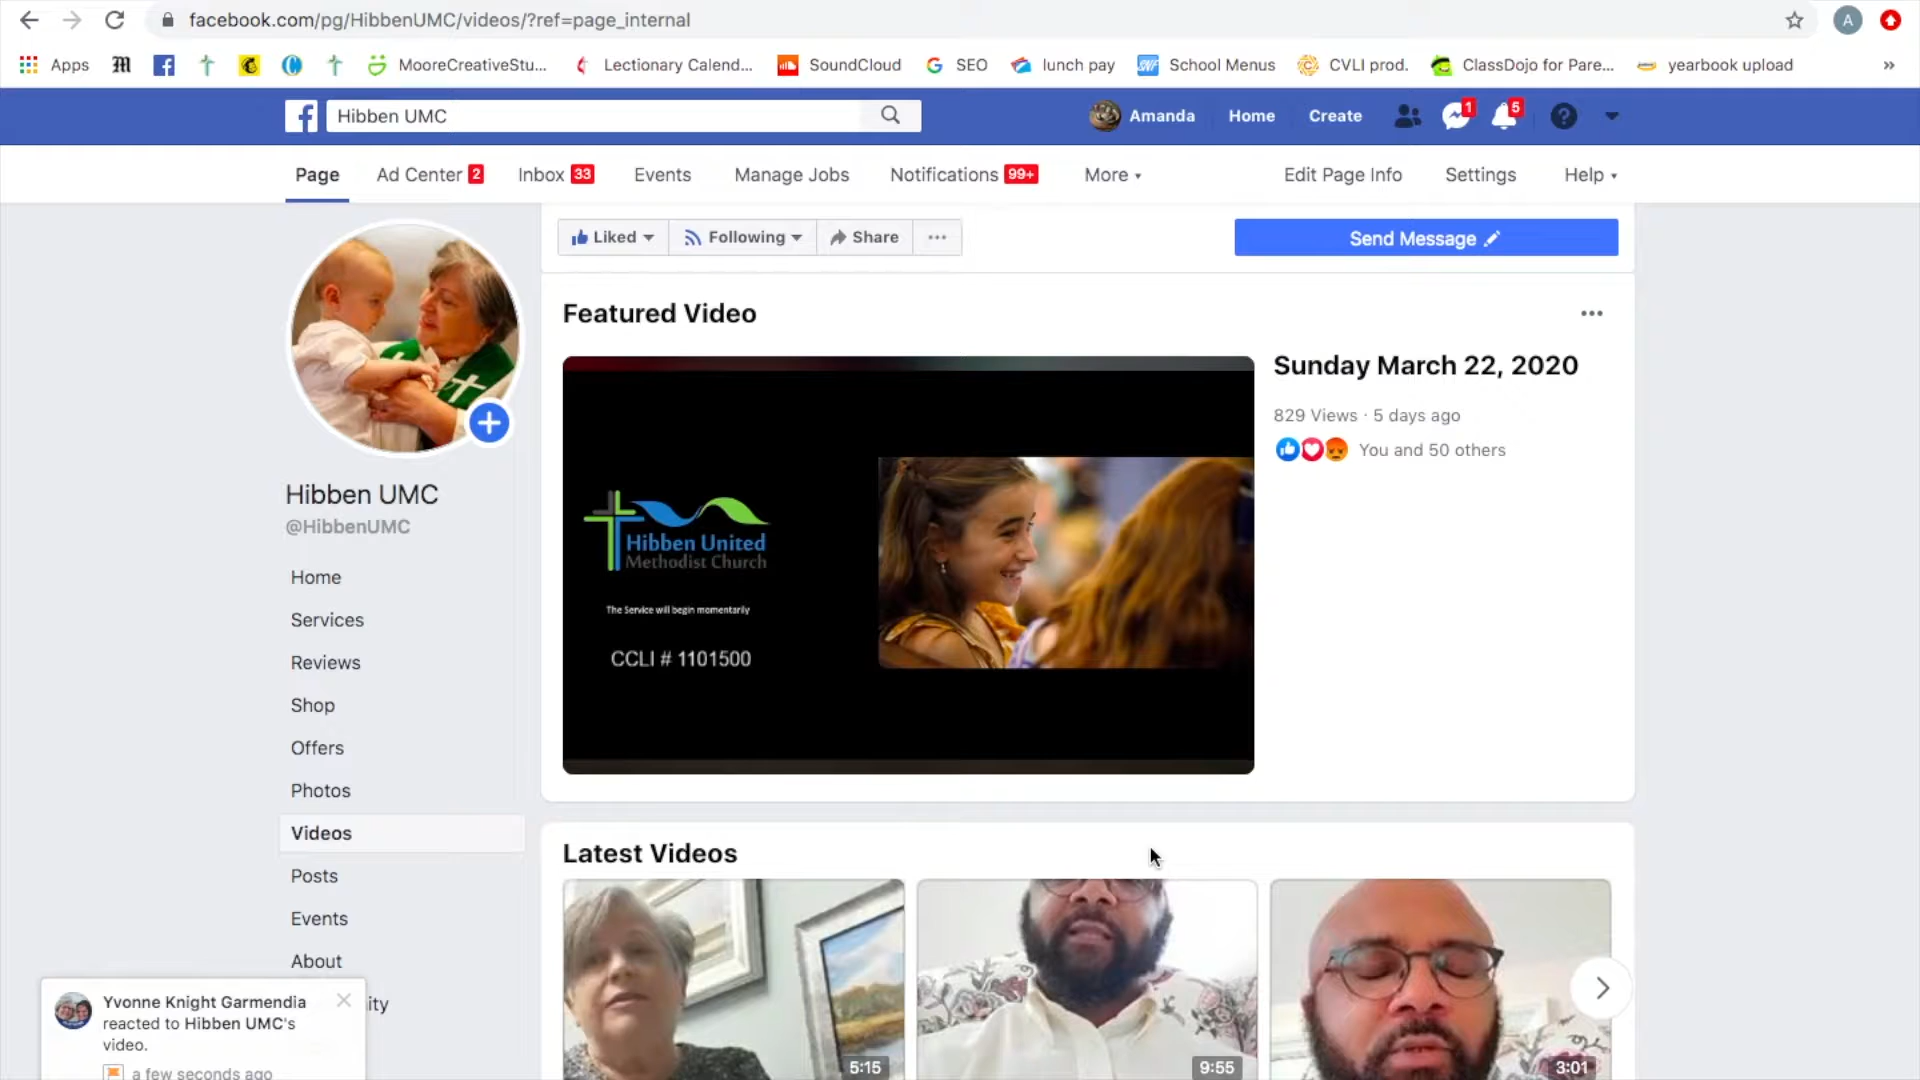 facebook.com/pg/HibbenUMC/videos/?ref=page_internal
A
Apps
MooreCreativeStu...
Lectionary Calend...
SoundCloud
SEO
lunch pay
School Menus
CVLI prod.
ClassDojo for Pare...
yearbook upload
»
Hibben UMC
Amanda
Home
Create
1
5
Page
Ad Center 2
Inbox 33
Events
Manage Jobs
Notifications 99+
More
Edit Page Info
Settings
Help
Liked
Following
Share
Send Message
Featured Video
Sunday March 22, 2020
829 Views · 5 days ago
You and 50 others
Hibben United
Methodist Church
The Service will begin momentarily
CCLI # 1101500
Hibben UMC
@HibbenUMC
Home
Services
Reviews
Shop
Offers
Photos
Videos
Posts
Events
About
ity
Latest Videos
5:15
9:55
3:01
Yvonne Knight Garmendia
reacted to Hibben UMC's
video.
a few seconds ago